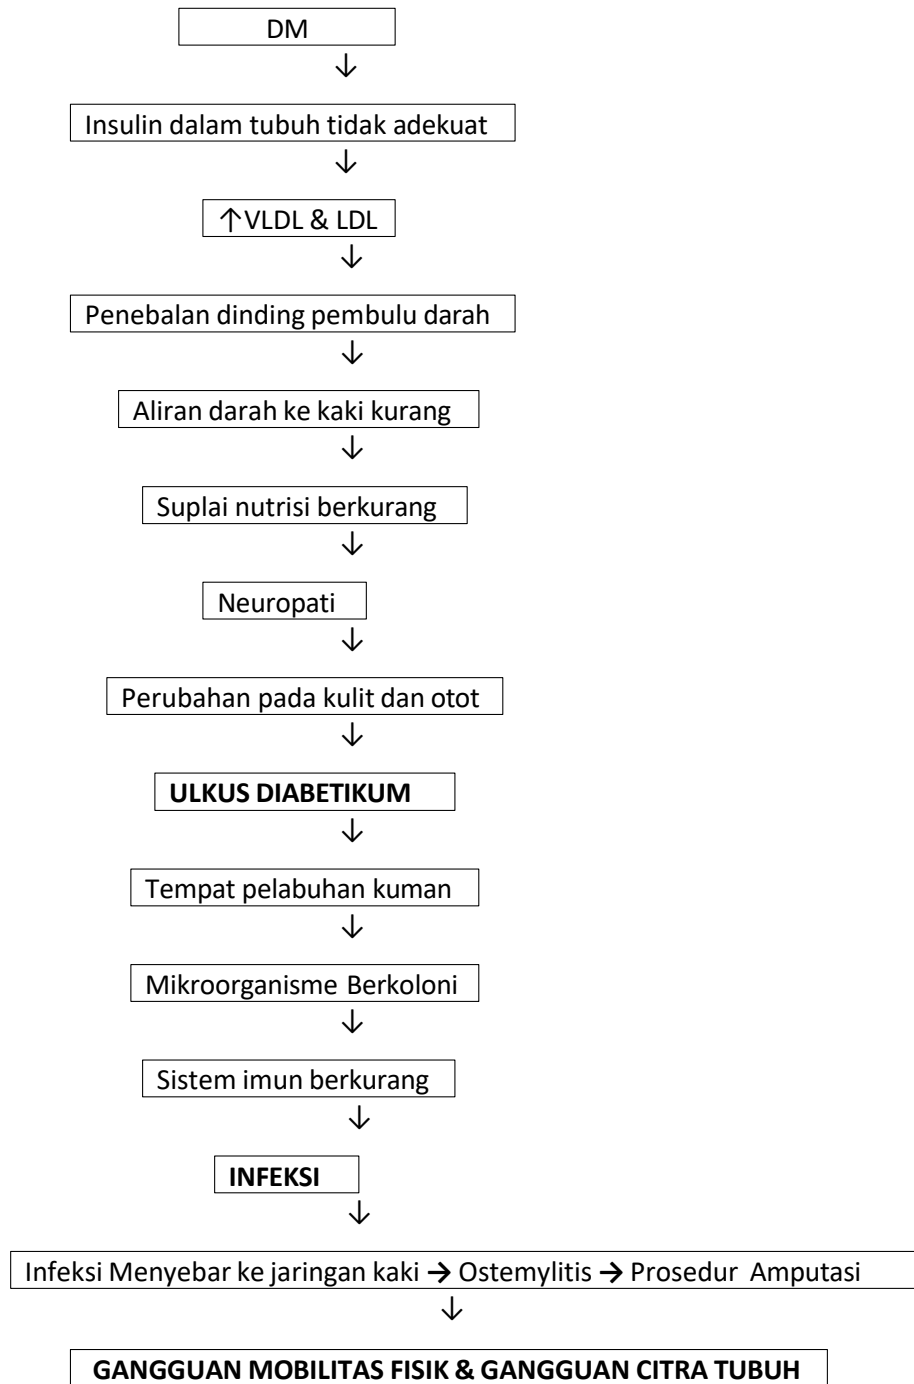 DM
↓
Insulin dalam tubuh tidak adekuat
↓
↑VLDL & LDL
↓
Penebalan dinding pembulu darah
↓
Aliran darah ke kaki kurang
↓
Suplai nutrisi berkurang
↓
Neuropati
↓
Perubahan pada kulit dan otot
↓
ULKUS DIABETIKUM
↓
Tempat pelabuhan kuman
↓
Mikroorganisme Berkoloni
↓
Sistem imun berkurang
↓
INFEKSI
↓
Infeksi Menyebar ke jaringan kaki → Ostemylitis → Prosedur Amputasi
↓
GANGGUAN MOBILITAS FISIK & GANGGUAN CITRA TUBUH